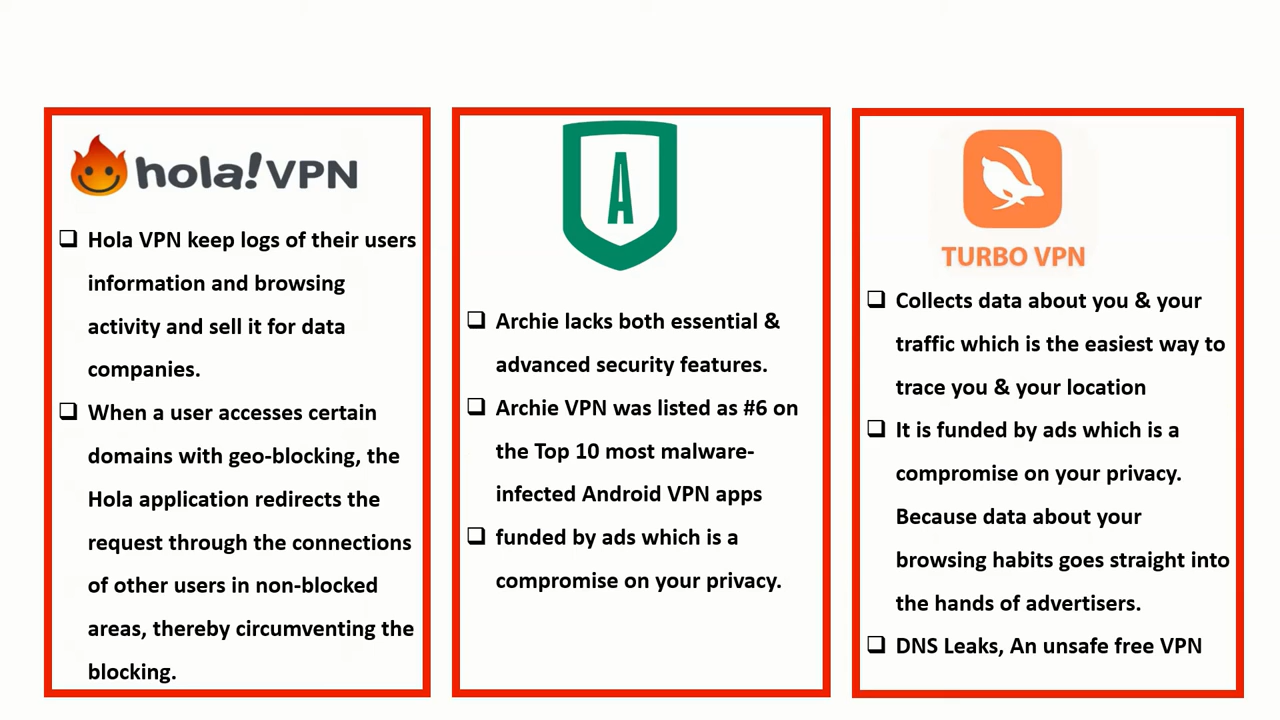 hola!VPN
Hola VPN keep logs of their users
information and browsing
activity and sell it for data
companies.
When a user accesses certain
domains with geo-blocking, the
Hola application redirects the
request through the connections
of other users in non-blocked
areas, thereby circumventing the
blocking.
A
Archie lacks both essential &
advanced security features.
Archie VPN was listed as #6 on
the Top 10 most malware-
infected Android VPN apps
funded by ads which is a
compromise on your privacy.
TURBO VPN
Collects data about you & your
traffic which is the easiest way to
trace you & your location
It is funded by ads which is a
compromise on your privacy.
Because data about your
browsing habits goes straight into
the hands of advertisers.
DNS Leaks, An unsafe free VPN